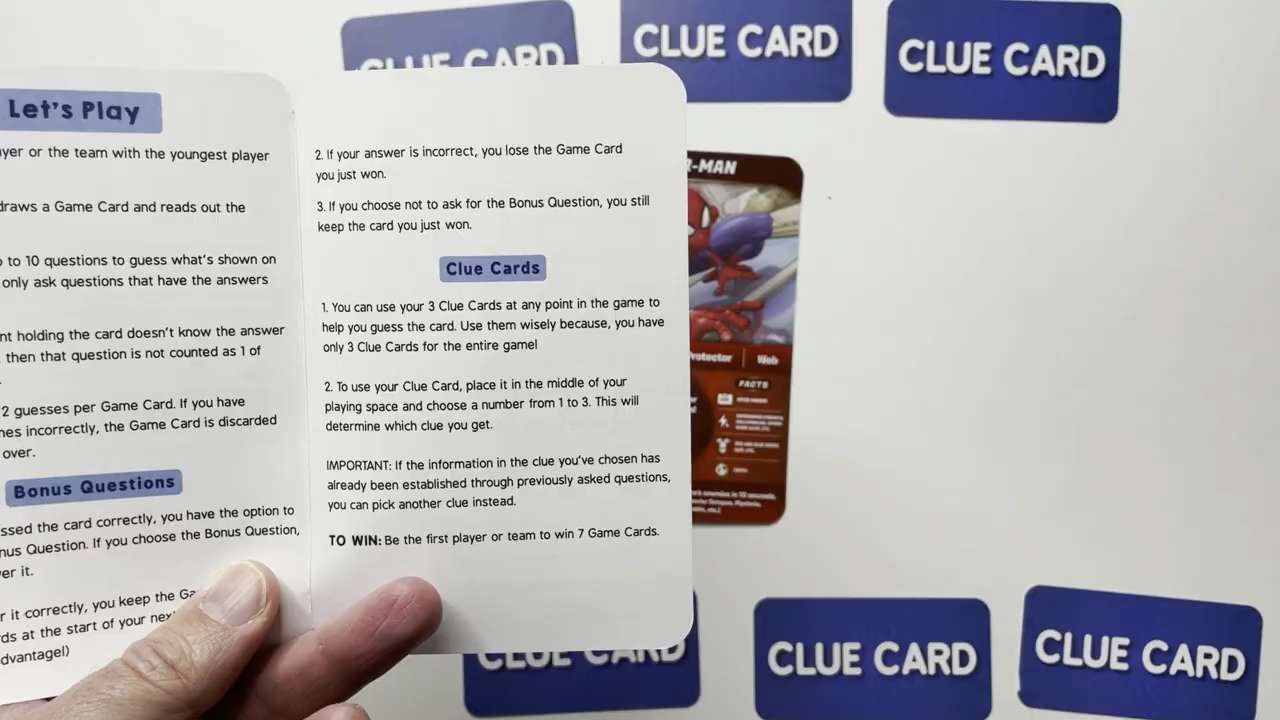 CLUE CARD
CLUE CARD
CLUE CARD
Let's Play
yer or the team with the youngest player
draws a Game Card and reads out the
to 10 questions to guess what's shown on
only ask questions that have the answers
nt holding the card doesn't know the answer
then that question is not counted as 1 of
2 guesses per Game Card. If you have
nes incorrectly, the Game Card is discarded
over.
Bonus Questions
ssed the card correctly, you have the option to
nus Question. If you choose the Bonus Question,
er it.
r it correctly, you keep the Ga
rds at the start of your nex
dvantage!)
2. If your answer is incorrect, you lose the Game Card
you just won.
3. If you choose not to ask for the Bonus Question, you still
keep the card you just won.
Clue Cards
1. You can use your 3 Clue Cards at any point in the game to
help you guess the card. Use them wisely because, you have
only 3 Clue Cards for the entire game!
2. To use your Clue Card, place it in the middle of your
playing space and choose a number from 1 to 3. This will
determine which clue you get.
IMPORTANT: If the information in the clue you've chosen has
already been established through previously asked questions,
you can pick another clue instead.
TO WIN: Be the first player or team to win 7 Game Cards.
R-MAN
rotector Web
FACTS
CLUE CARD
CLUE CARD
CLUE CARD